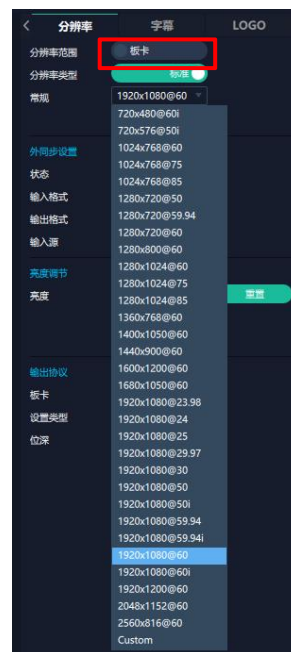 分辨率 字幕 LOGO
分辨率范围 板卡
分辨率类型 标准
常规 1920x1080@60
720x480@60i
720x576@50i
1024x768@60
外同步设置 1024x768@75
状态 1024x768@85
输入格式 1280x720@50
输出格式 1280x720@59.94
1280x720@60
输入源 1280x800@60
1280x1024@60
亮度调节 1280x1024@75
亮度 1280x1024@85 重置
1360x768@60
1400x1050@60
1440x900@60
输出协议 1600x1200@60
1680x1050@60
板卡 1920x1080@23.98
设置类型 1920x1080@24
位深 1920x1080@25
1920x1080@29.97
1920x1080@30
1920x1080@50
1920x1080@50i
1920x1080@59.94
1920x1080@59.94i
1920x1080@60
1920x1080@60i
1920x1200@60
2048x1152@60
2560x816@60
Custom